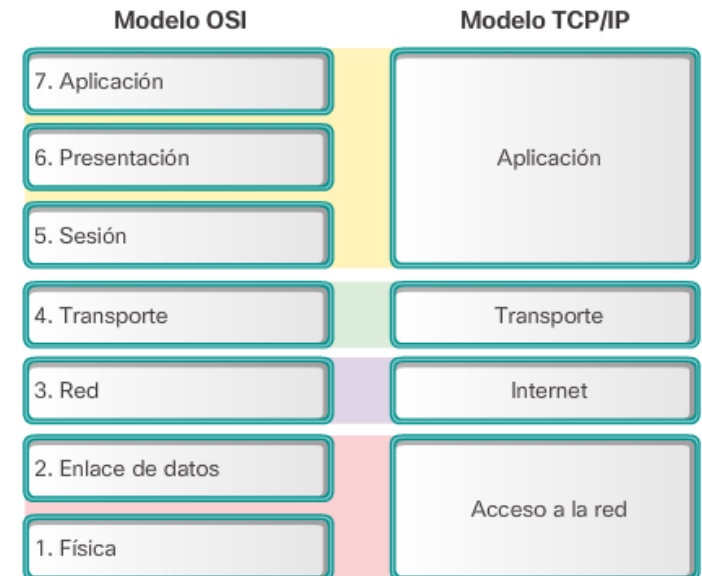 Modelo OSI
Modelo TCP/IP
7. Aplicación
6. Presentación
5. Sesión
Aplicación
4. Transporte
Transporte
3. Red
Internet
2. Enlace de datos
1. Física
Acceso a la red